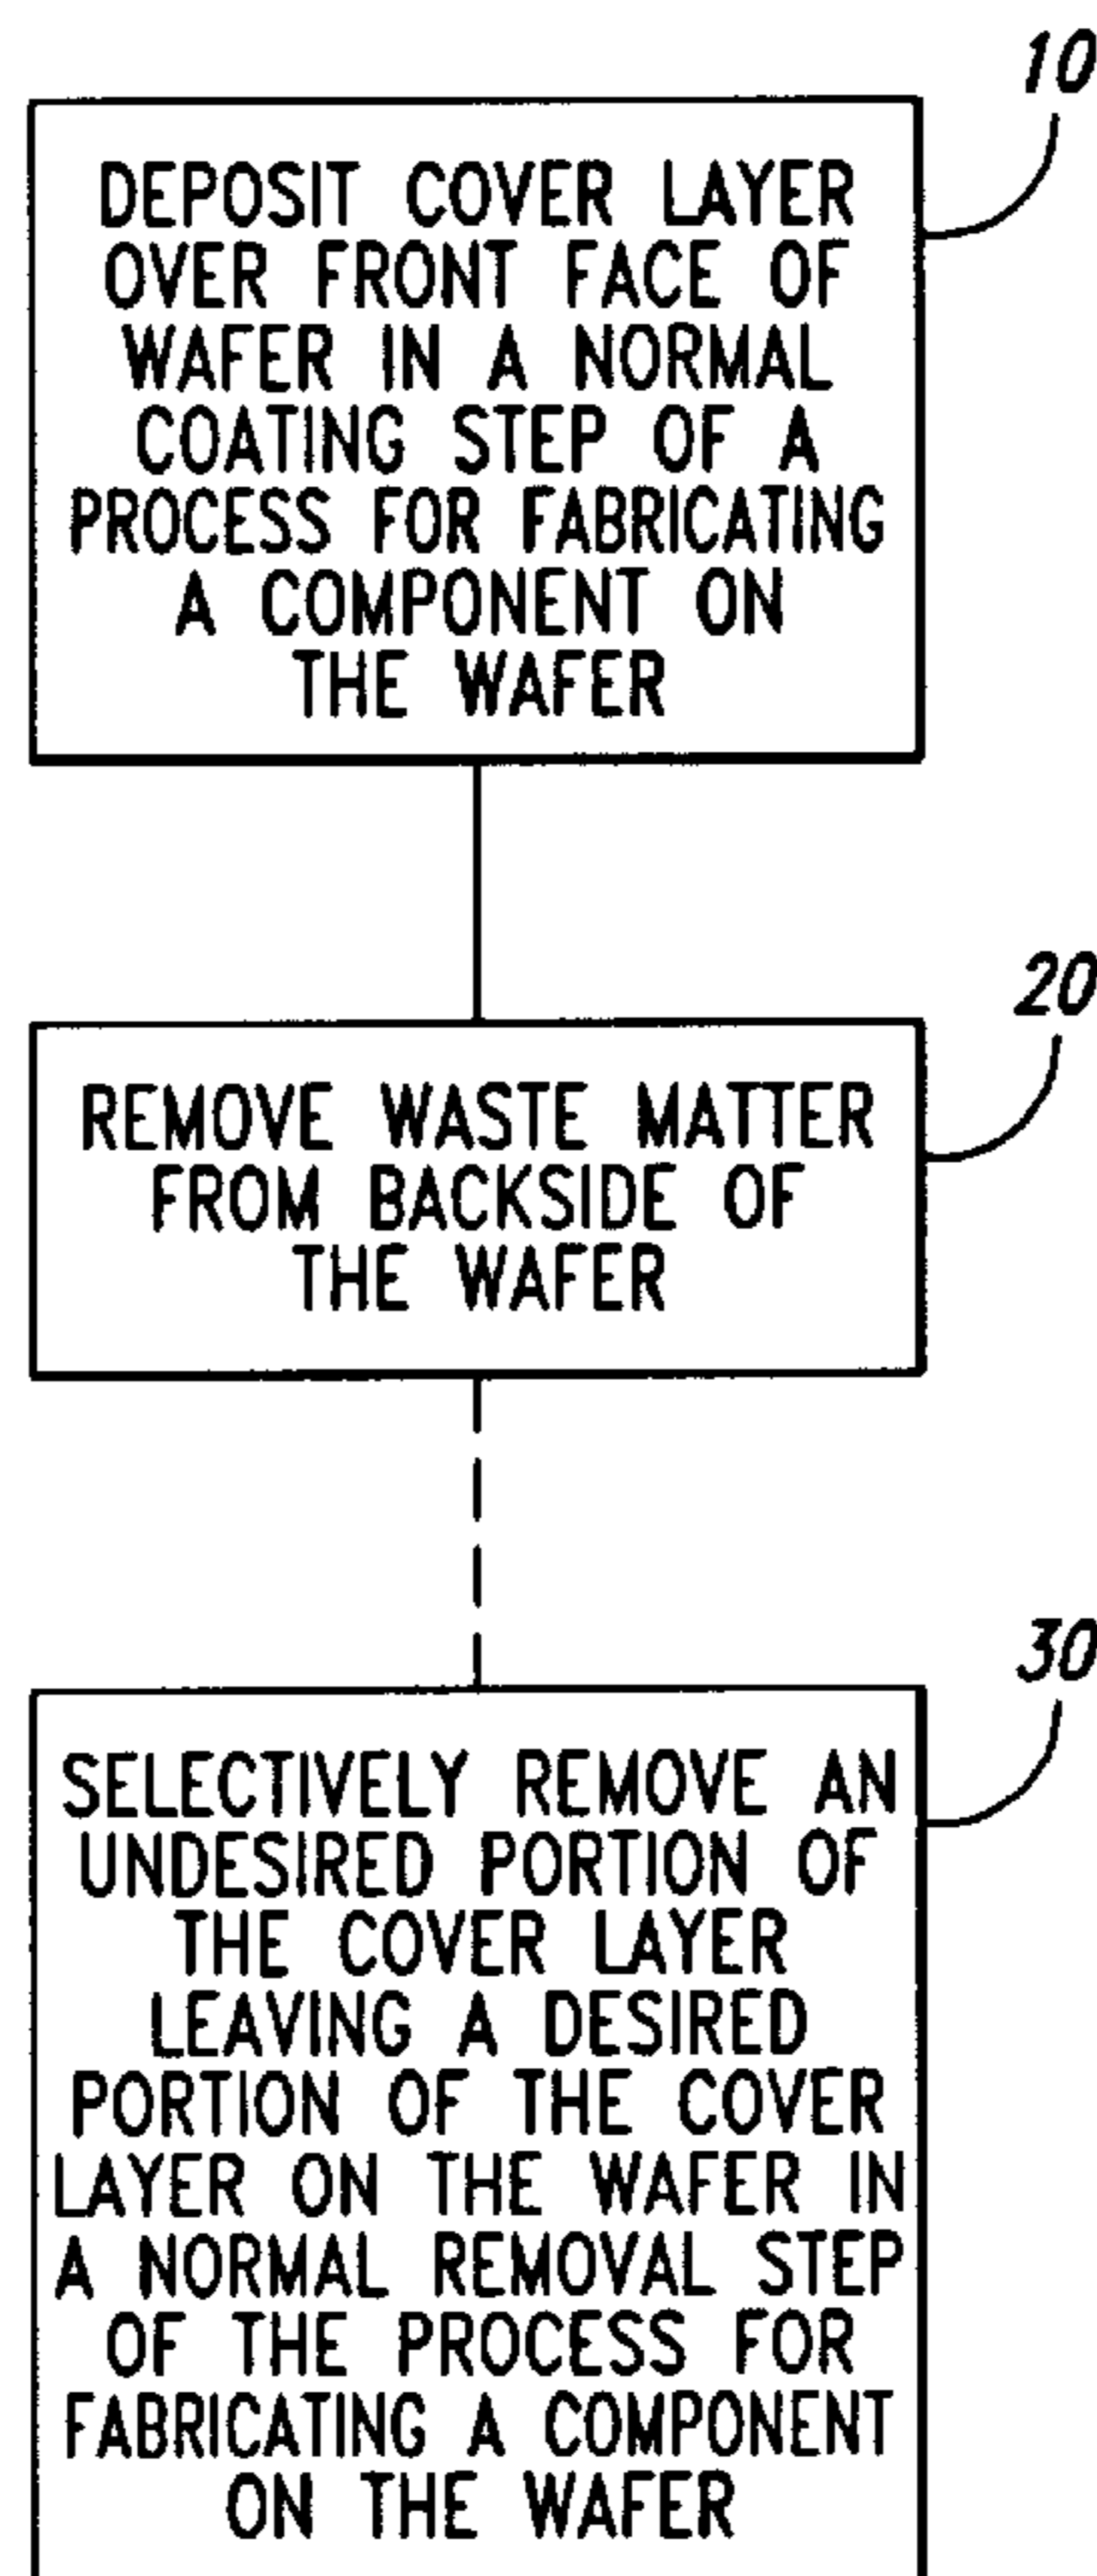 10
DEPOSIT COVER LAYER
OVER FRONT FACE OF
WAFER IN A NORMAL
COATING STEP OF A
PROCESS FOR FABRICATING
A COMPONENT ON
THE WAFER
20
REMOVE WASTE MATTER
FROM BACKSIDE OF
THE WAFER
30
SELECTIVELY REMOVE AN
UNDESIRED PORTION OF
THE COVER LAYER
LEAVING A DESIRED
PORTION OF THE COVER
LAYER ON THE WAFER IN
A NORMAL REMOVAL STEP
OF THE PROCESS FOR
FABRICATING A COMPONENT
ON THE WAFER